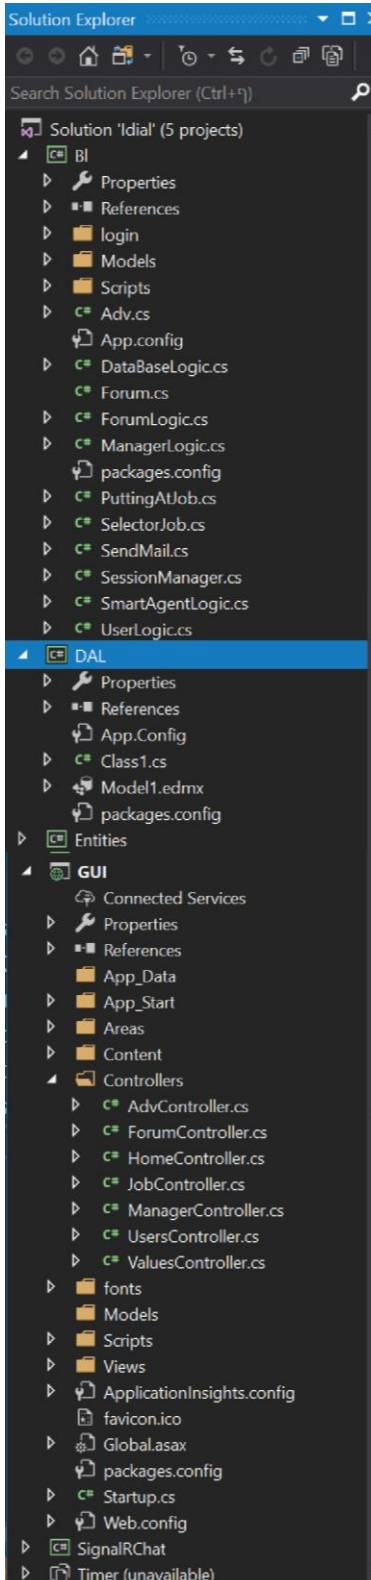 Solution Explorer
Search Solution Explorer (Ctrl+ך)
Solution 'Idial' (5 projects)
C# Bl
Properties
References
login
Models
Scripts
C# Adv.cs
App.config
C# DataBaseLogic.cs
C# Forum.cs
C# ForumLogic.cs
C# ManagerLogic.cs
packages.config
C# PuttingAtJob.cs
C# SelectorJob.cs
C# SendMail.cs
C# SessionManager.cs
C# SmartAgentLogic.cs
C# UserLogic.cs
C# DAL
Properties
References
App.Config
C# Class1.cs
Model1.edmx
packages.config
C# Entities
GUI
Connected Services
Properties
References
App_Data
App_Start
Areas
Content
Controllers
C# AdvController.cs
C# ForumController.cs
C# HomeController.cs
C# JobController.cs
C# ManagerController.cs
C# UsersController.cs
C# ValuesController.cs
fonts
Models
Scripts
Views
ApplicationInsights.config
favicon.ico
Global.asax
packages.config
C# Startup.cs
Web.config
C# SignalRChat
Timer (unavailable)